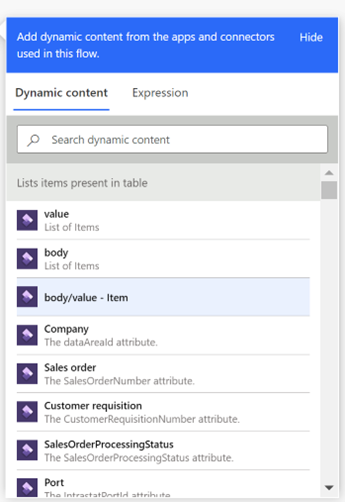 Add dynamic content from the apps and connectors Hide
used in this flow.
Dynamic content Expression
Search dynamic content
Lists items present in table
value
List of Items
body
List of Items
body/value - Item
Company
The dataAreaId attribute.
Sales order
The SalesOrderNumber attribute.
Customer requisition
The CustomerRequisitionNumber attribute.
SalesOrderProcessingStatus
The SalesOrderProcessingStatus attribute.
Port
The IntrastatPortId attribute.